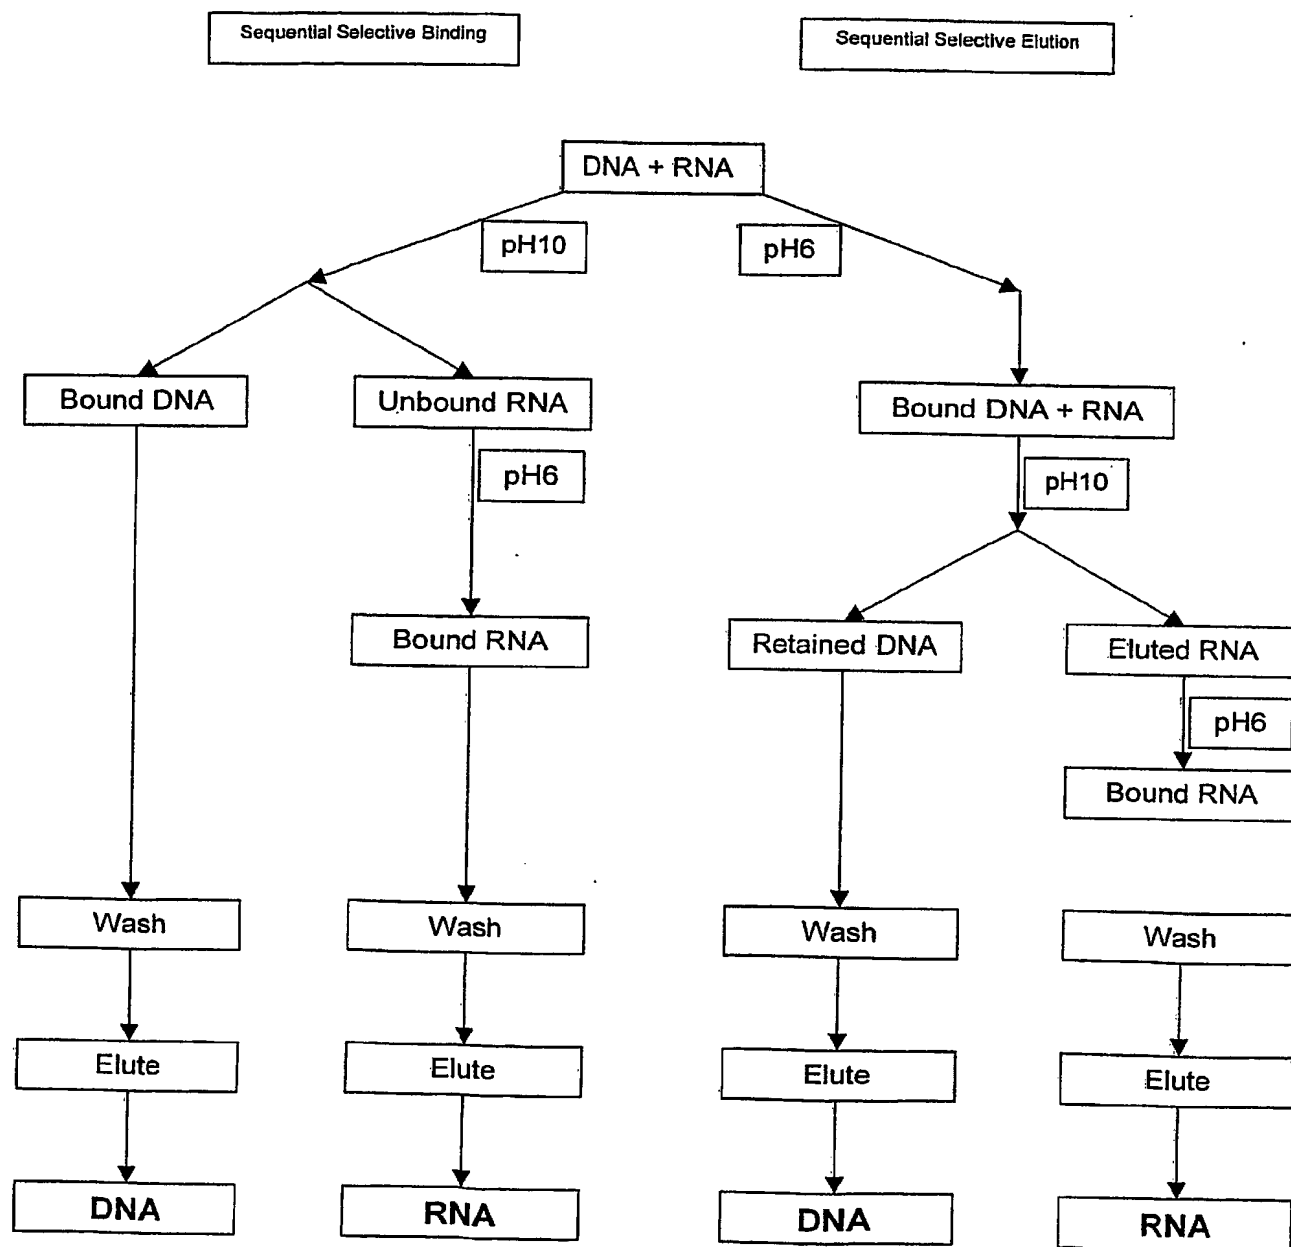 Sequential Selective Binding
Sequential Selective Elution
DNA + RNA
pH10
pH6
Bound DNA
Unbound RNA
Bound DNA + RNA
pH6
pH10
Bound RNA
Retained DNA
Eluted RNA
pH6
Bound RNA
Wash
Wash
Wash
Wash
Elute
Elute
Elute
Elute
DNA
RNA
DNA
RNA